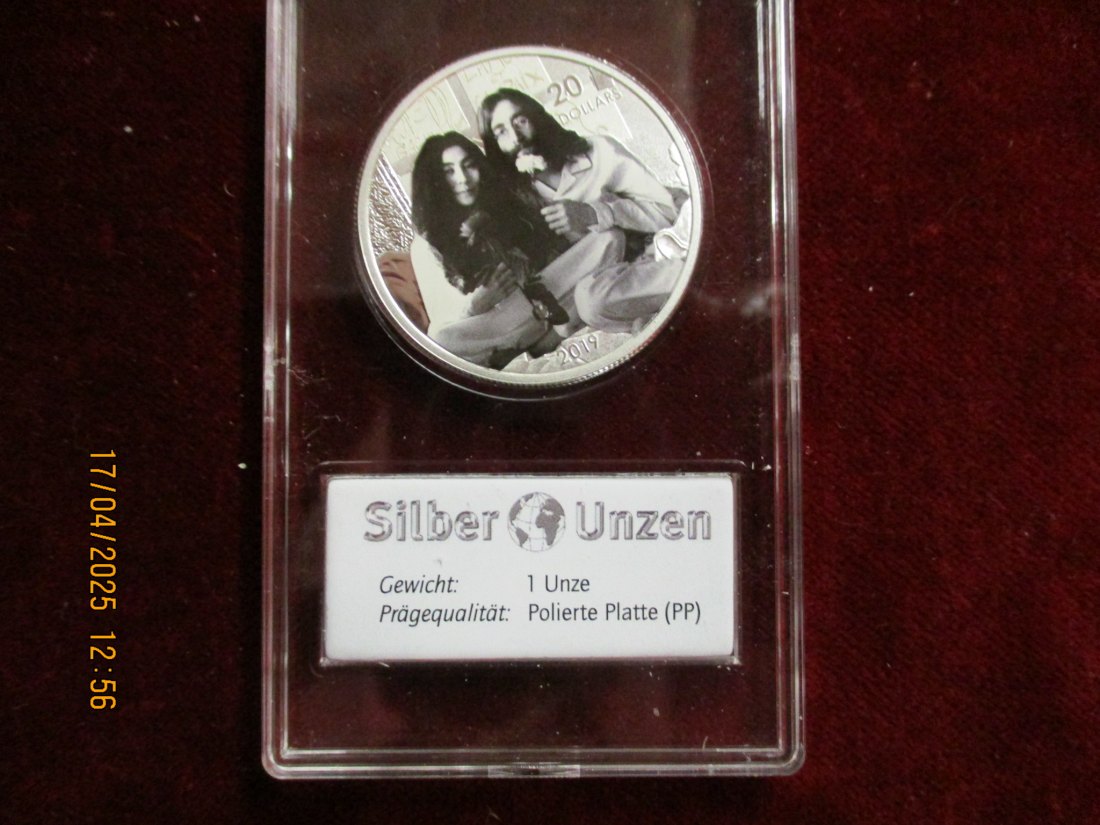 20
DOLLARS
2019
Silber Unzen
Gewicht: 1 Unze
Prägequalität: Polierte Platte (PP)
17/04/2025 12:56